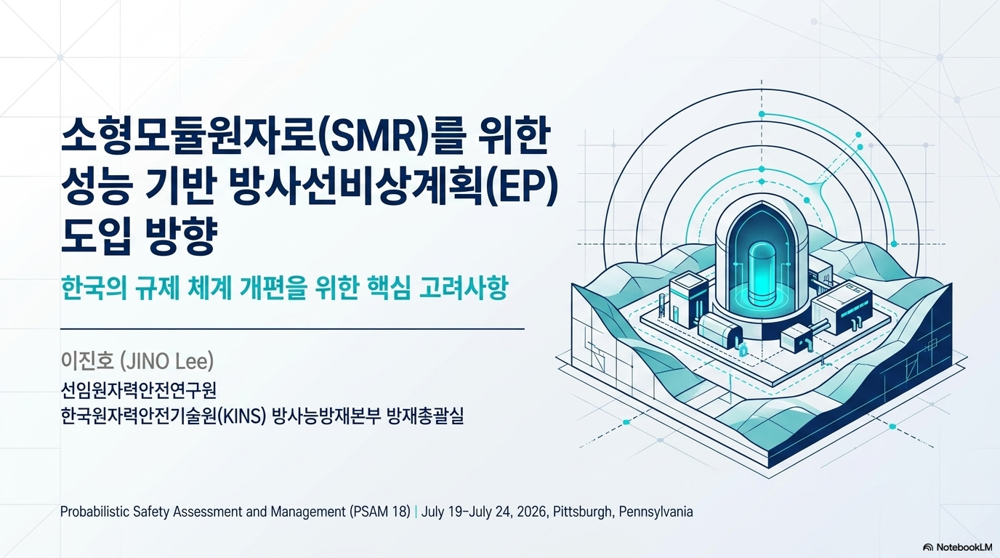 소형모듈원자로(SMR)를 위한
성능 기반 방사선비상계획(EP)
도입 방향
한국의 규제 체계 개편을 위한 핵심 고려사항
이진호 (JINO Lee)
선임원자력안전연구원
한국원자력안전기술원(KINS) 방사능방재본부 방재총괄실
Probabilistic Safety Assessment and Management (PSAM 18) | July 19–July 24, 2026, Pittsburgh, Pennsylvania
NotebookLM